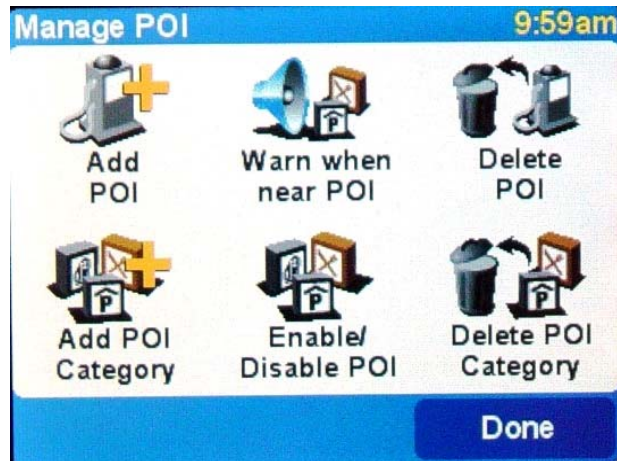 Manage POI 9:59am
Add
POI
Warn when
near POI
Delete
POI
Add POI
Category
Enable/
Disable POI
Delete POI
Category
Done